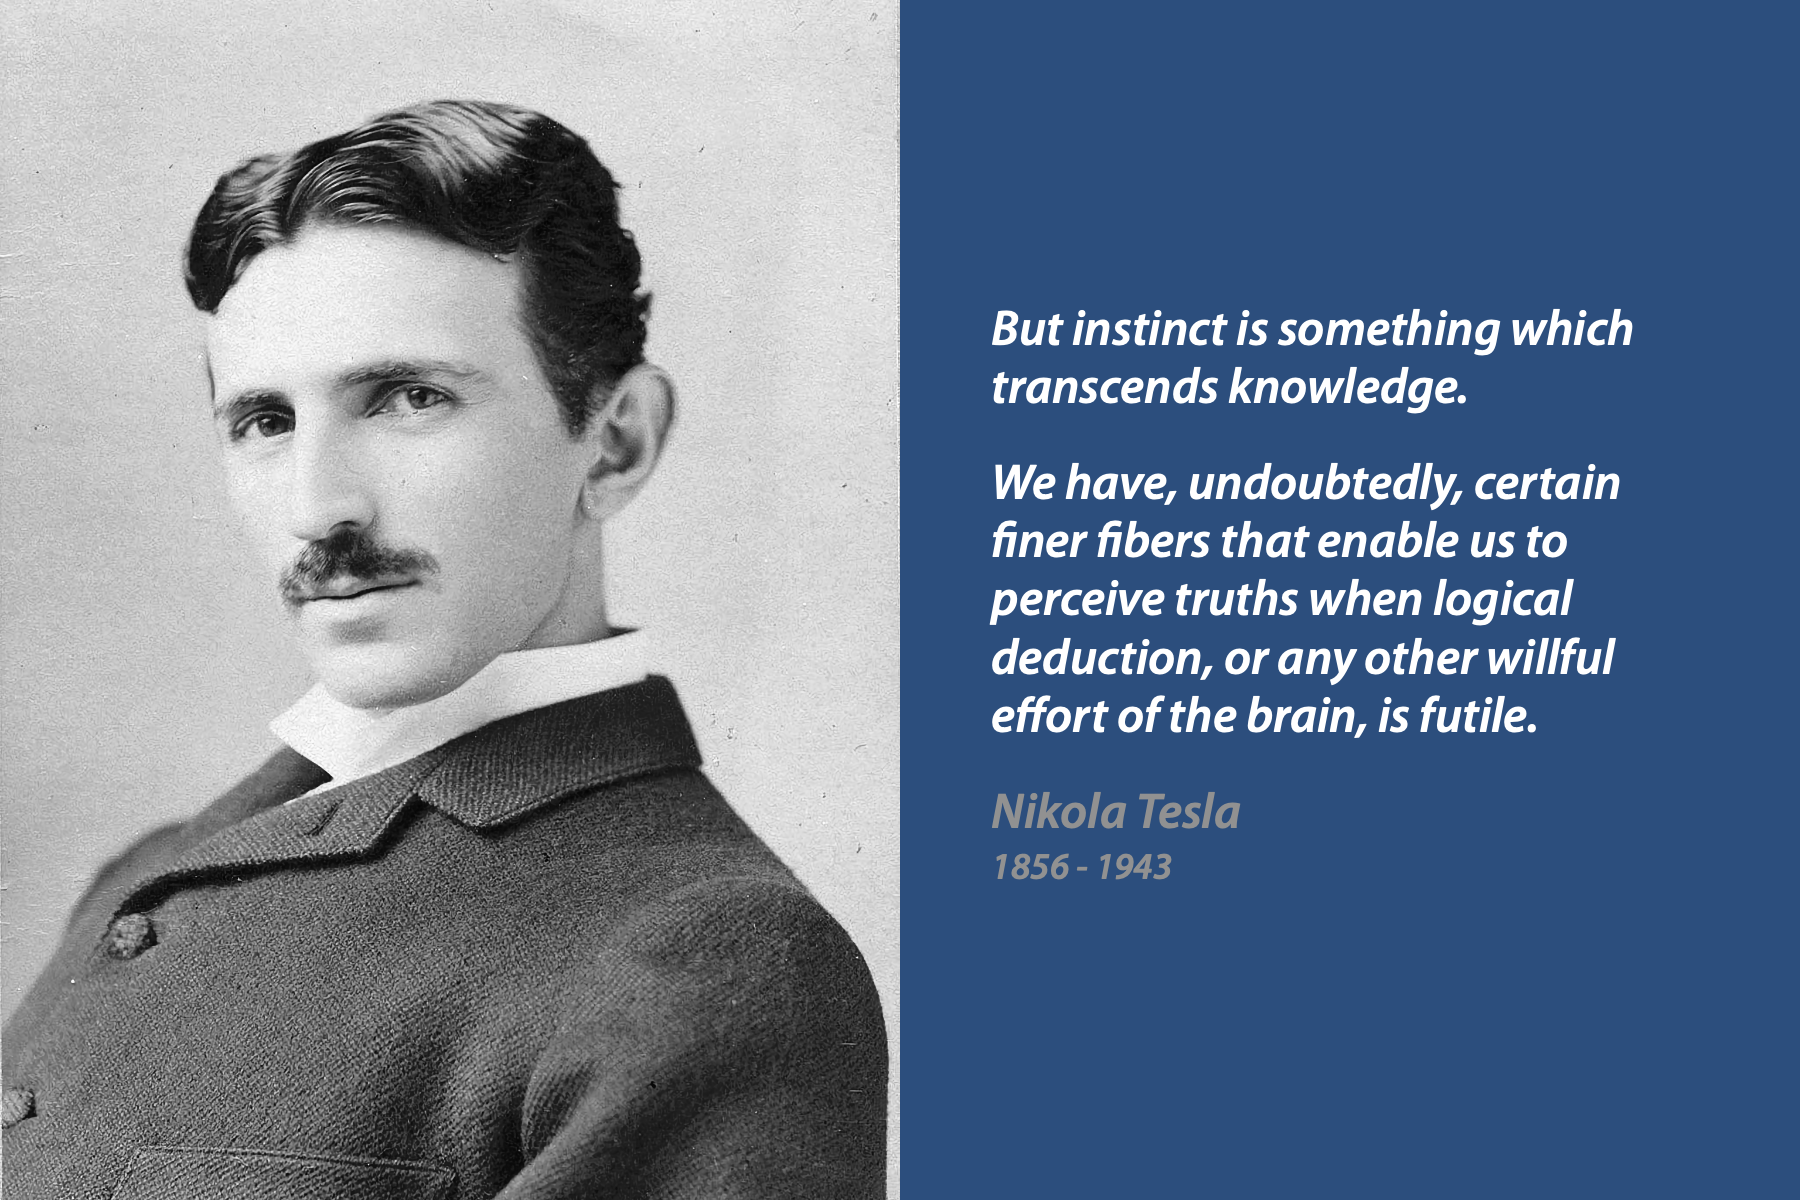 But instinct is something which
transcends knowledge.
We have, undoubtedly, certain
finer fibers that enable us to
perceive truths when logical
deduction, or any other willful
effort of the brain, is futile.
Nikola Tesla
1856 - 1943